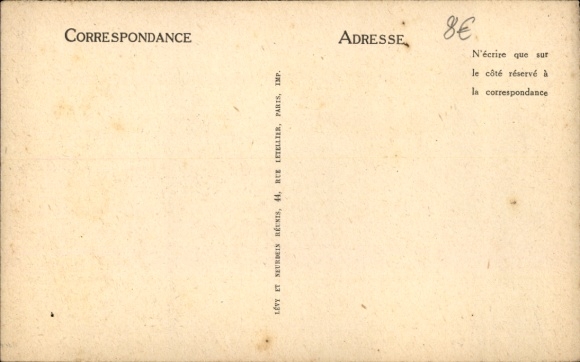 CORRESPONDANCE
ADRESSE
8€
N'écrire que sur
le côté réservé à
la correspondance
LÉVY ET NEURDEIN RÉUNIS, 44, RUE LETELLIER, PARIS, IMP.